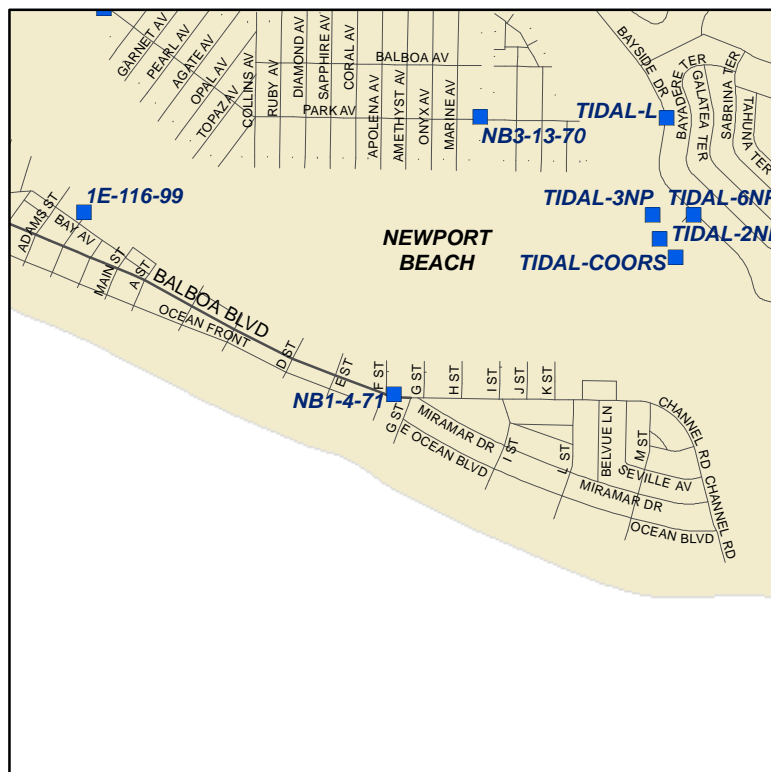 GARNET AV
PEARL AV
AGATE AV
OPAL AV
TOPAZ AV
COLLINS AV
RUBY AV
DIAMOND AV
SAPPHIRE AV
CORAL AV
BALBOA AV
PARK AV
APOLENA AV
AMETHYST AV
ONYX AV
MARINE AV
NB3-13-70
BAYSIDE DR
TIDAL-L
BAYADERE TER
GALATEA TER
SABRINA TER
TAHUNA TER
1E-116-99
ADAMS ST
BAY AV
MAIN ST
A ST
BALBOA BLVD
OCEAN FRONT
D ST
E ST
F ST
G ST
H ST
I ST
J ST
K ST
NEWPORT
BEACH
TIDAL-3NP
TIDAL-6NP
TIDAL-2NP
TIDAL-COORS
NB1-4-71
G ST
MIRAMAR DR
E OCEAN BLVD
I ST
L ST
BELVUE LN
M ST
SEVILLE AV
MIRAMAR DR
OCEAN BLVD
CHANNEL RD
CHANNEL RD